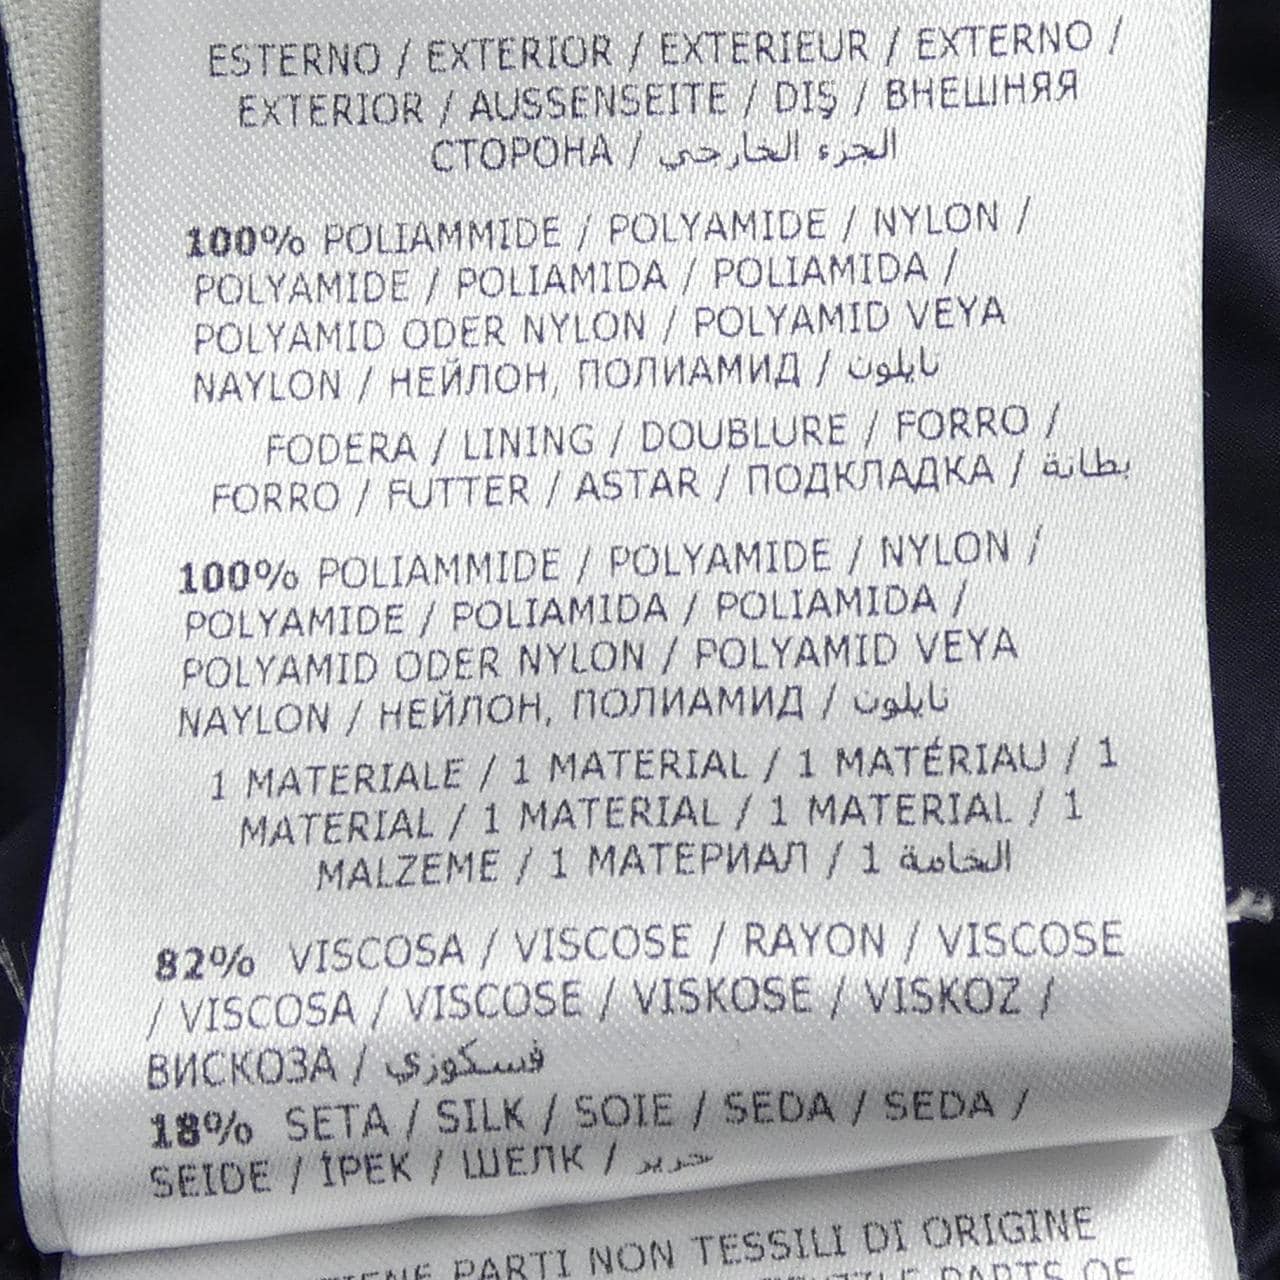 ESTERNO / EXTERIOR / EXTERIEUR / EXTERNO /
EXTERIOR / AUSSENSEITE / DIŞ / ВНЕШНЯЯ
СТОРОНА / الجزء الخارجي
100% POLIAMMIDE / POLYAMIDE / NYLON /
POLYAMIDE / POLIAMIDA / POLIAMIDA /
POLYAMID ODER NYLON / POLYAMID VEYA
NAYLON / НЕЙЛОН, ПОЛИАМИД / نايلون
FODERA / LINING / DOUBLURE / FORRO /
FORRO / FUTTER / ASTAR / ПОДКЛАДКА / بطانة
100% POLIAMMIDE / POLYAMIDE / NYLON /
POLYAMIDE / POLIAMIDA / POLIAMIDA /
POLYAMID ODER NYLON / POLYAMID VEYA
NAYLON / НЕЙЛОН, ПОЛИАМИД / نايلون
1 MATERIALE / 1 MATERIAL / 1 MATÉRIAU / 1
MATERIAL / 1 MATERIAL / 1 MATERIAL / 1
MALZEME / 1 МАТЕРИАЛ / 1 الخامة
82% VISCOSA / VISCOSE / RAYON / VISCOSE
/ VISCOSA / VISCOSE / VISKOSE / VISKOZ /
ВИСКОЗА / فسكوزي
18% SETA / SILK / SOIE / SEDA / SEDA /
SEIDE / İPEK / ШЕЛК / حرير
PARTI NON TESSILI DI ORIGINE
PARTS OF